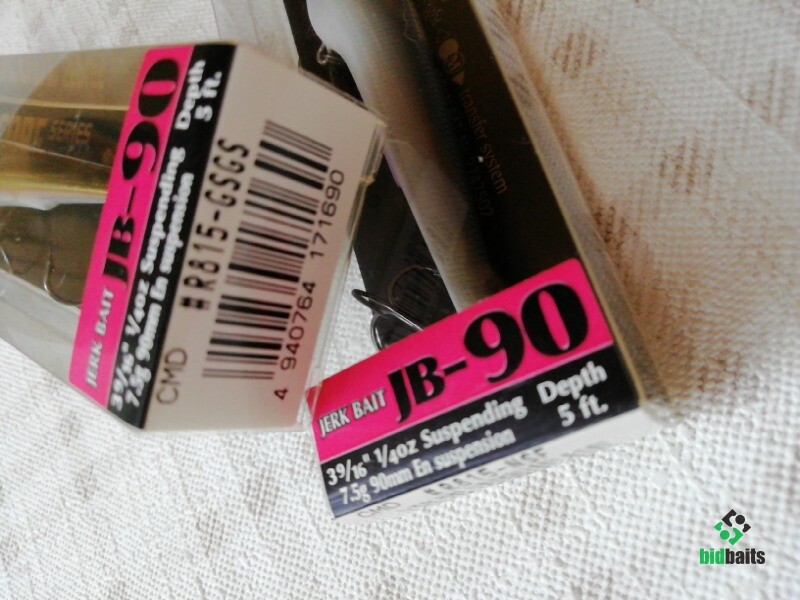 SERIES
JERK BAIT JB-90
3 9/16" 1/4oz Suspending Depth
7.5g 90mm En suspension 5 ft.
CMD #R815-GSGS
4 940764 171690
transfer system
JERK BAIT JB-90
3 9/16" 1/4oz Suspending Depth
7.5g 90mm En suspension 5 ft.
CMD
bidbaits